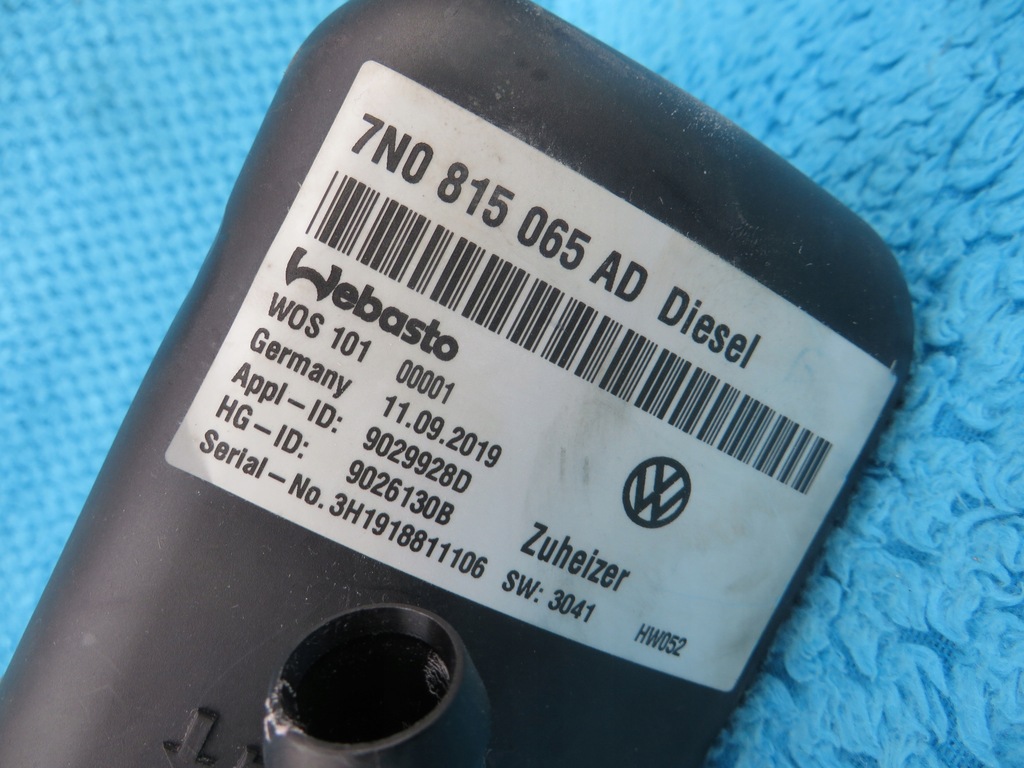 7N0 815 065 AD Diesel
Webasto
WOS 101 00001
Germany 11.09.2019
Appl-ID: 9029928D
HG-ID: 9026130B
Serial-No. 3H1918811106
Zuheizer
SW: 3041
HW052